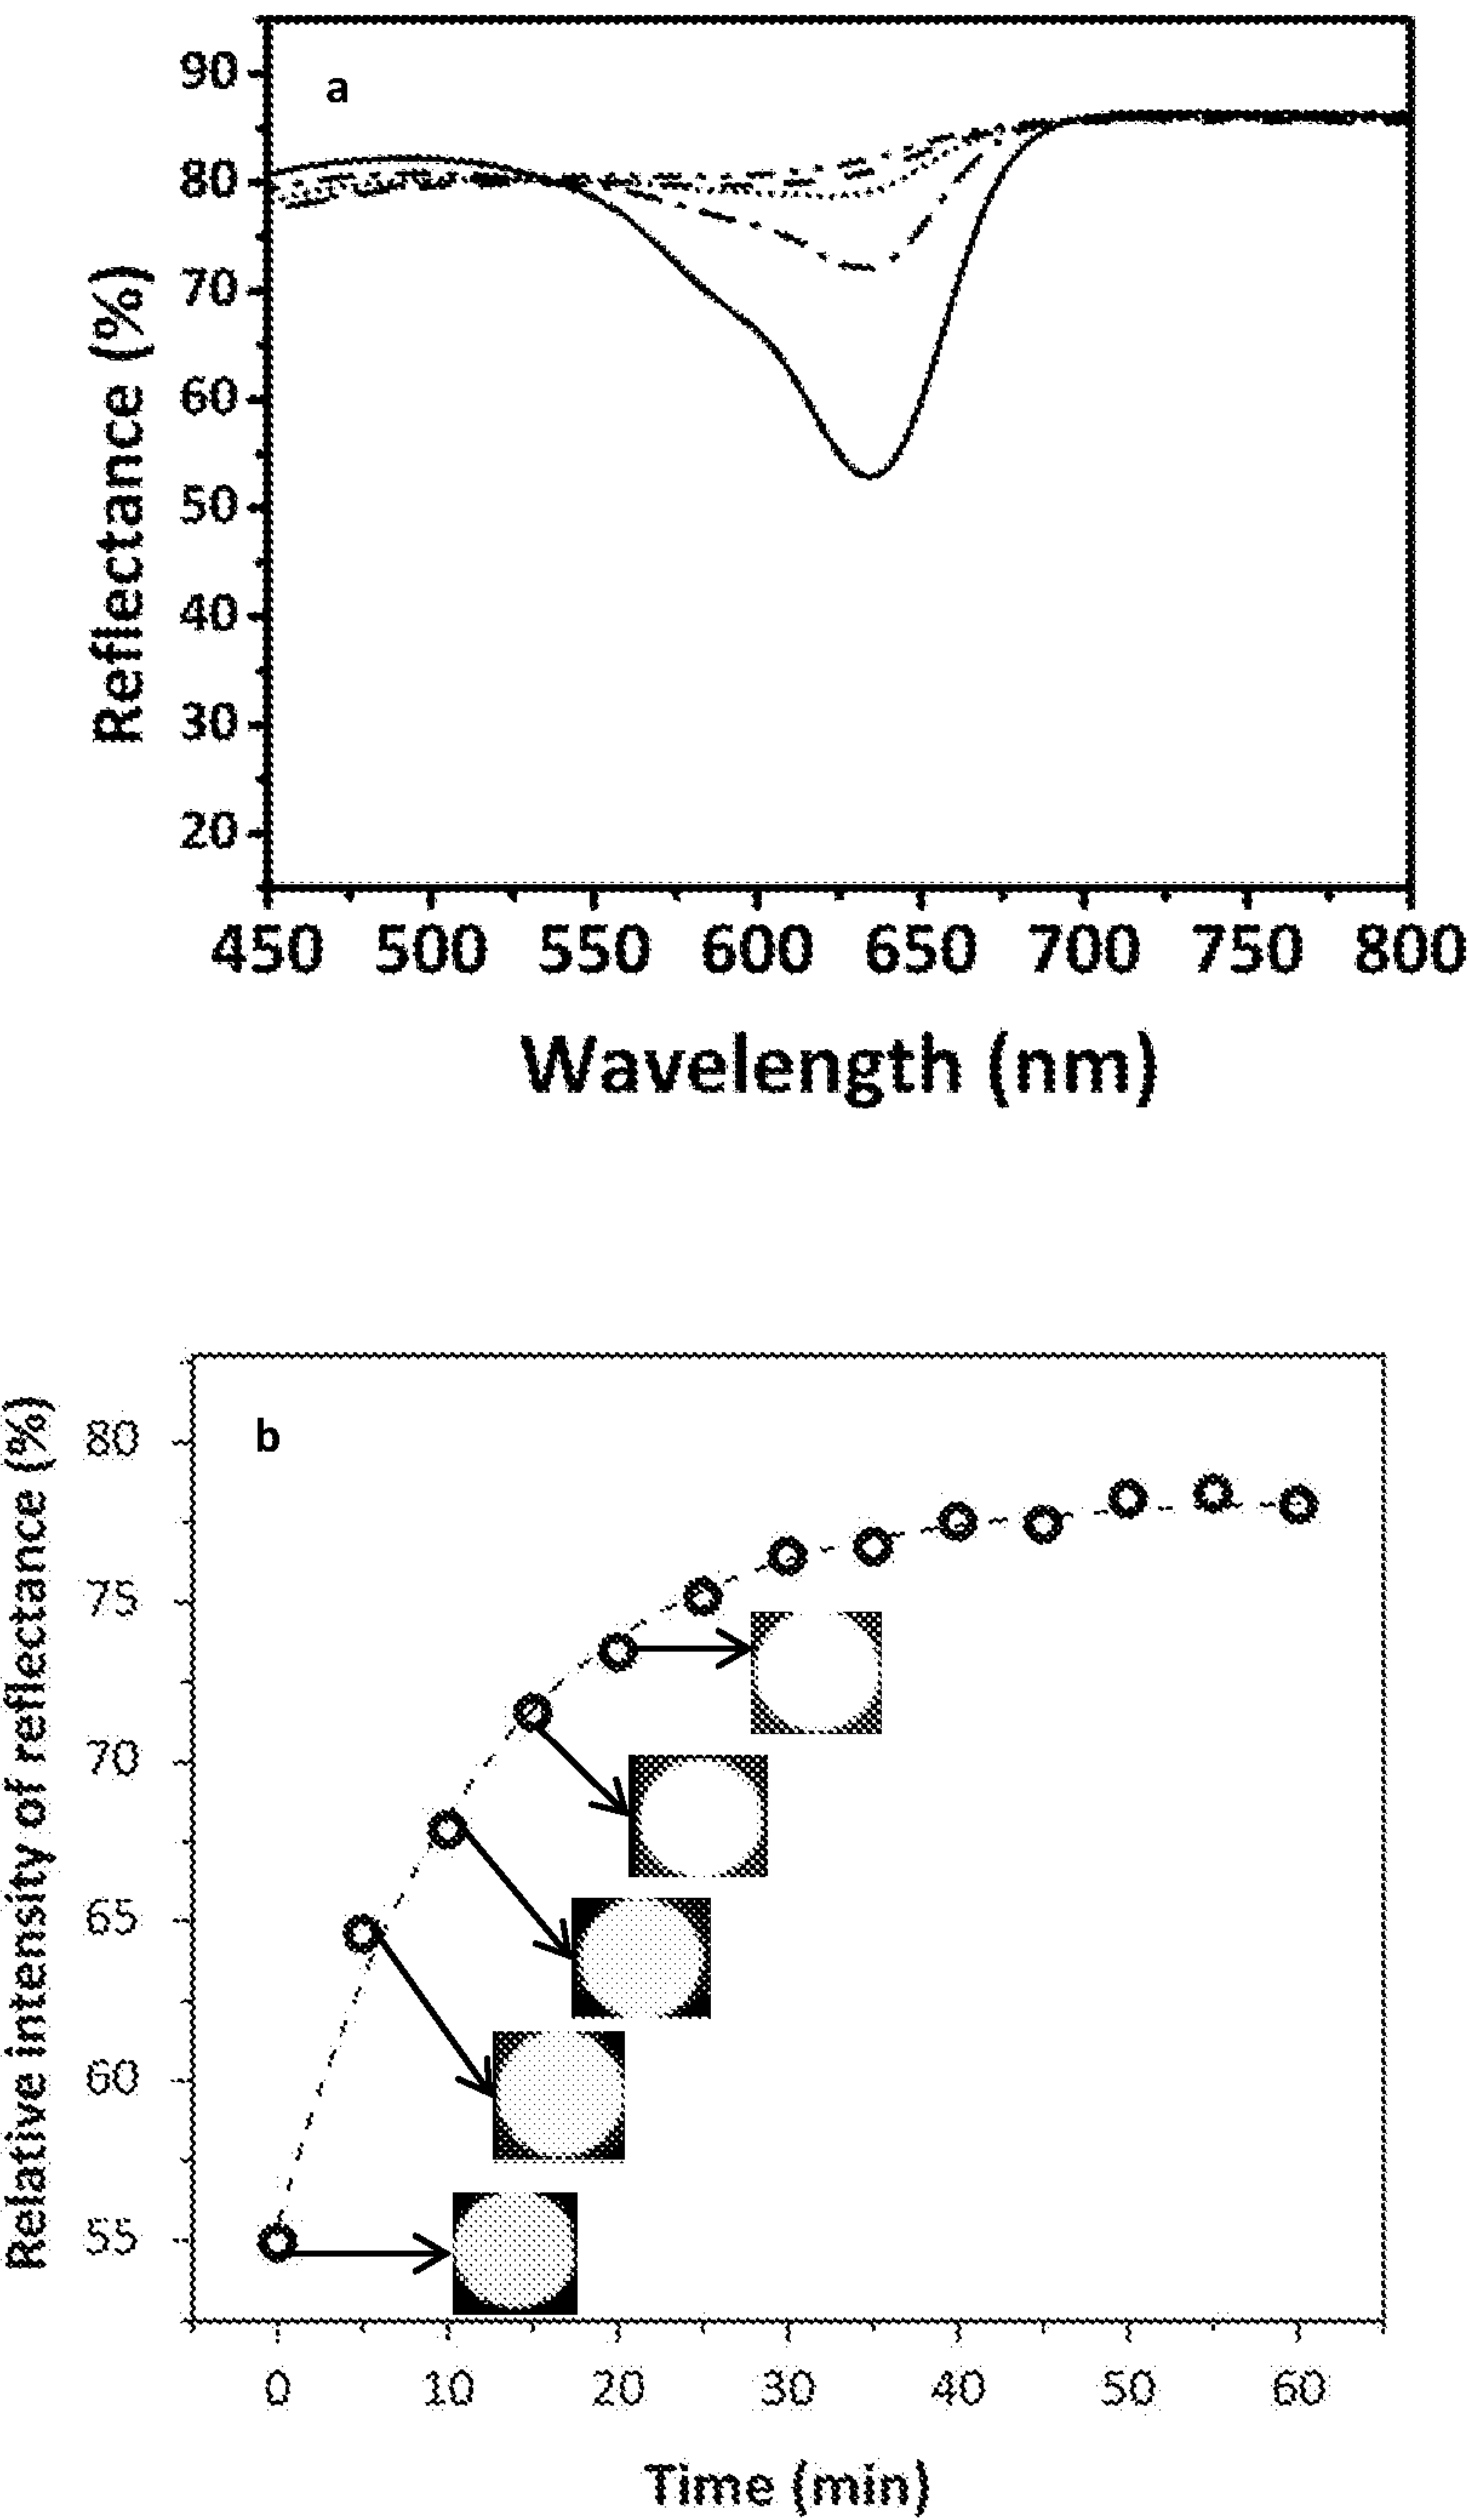 a
90
80
70
60
50
40
30
20
Reflectance (%)
450 500 550 600 650 700 750 800
Wavelength (nm)
b
80
75
70
65
60
55
Relative intensity of reflectance (%)
0 10 20 30 40 50 60
Time (min)